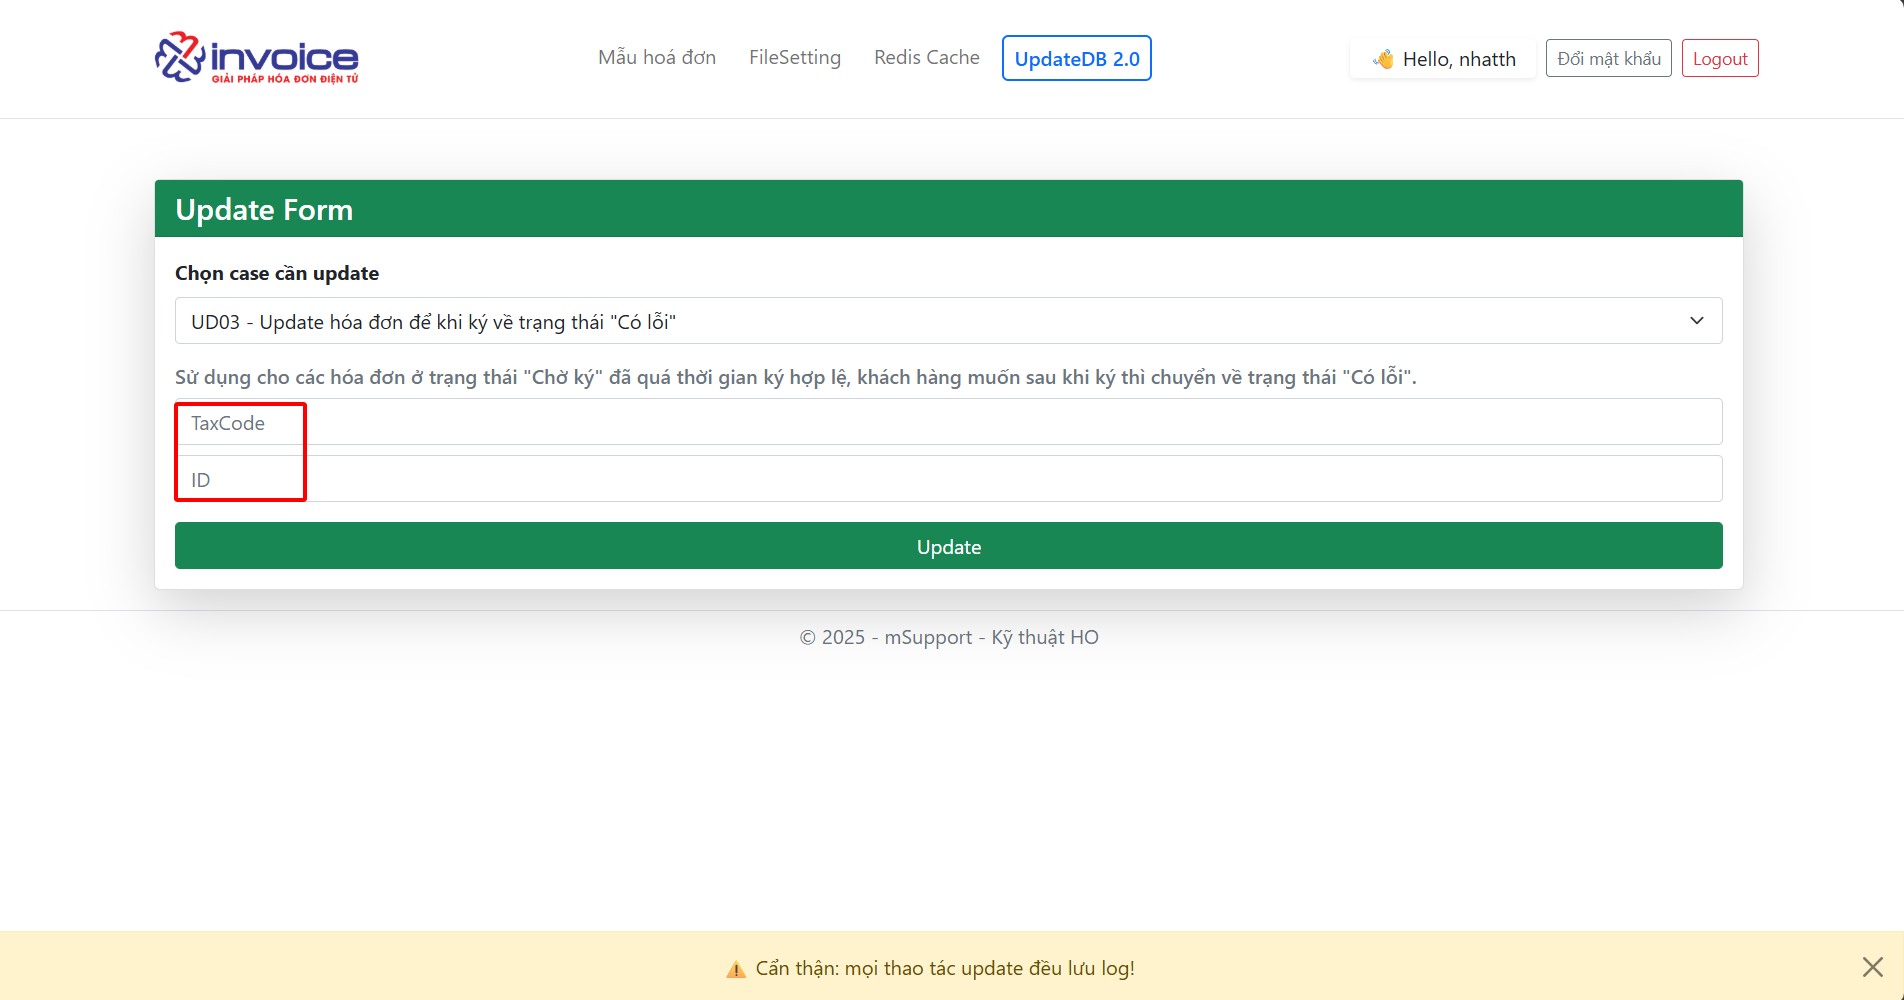 invoice
GIẢI PHÁP HÓA ĐƠN ĐIỆN TỬ
Mẫu hoá đơn
FileSetting
Redis Cache
UpdateDB 2.0
👋 Hello, nhatth
Đổi mật khẩu
Logout
Update Form
Chọn case cần update
UD03 - Update hóa đơn để khi ký về trạng thái "Có lỗi"
Sử dụng cho các hóa đơn ở trạng thái "Chờ ký" đã quá thời gian ký hợp lệ, khách hàng muốn sau khi ký thì chuyển về trạng thái "Có lỗi".
TaxCode
ID
Update
© 2025 - mSupport - Kỹ thuật HO
⚠️ Cẩn thận: mọi thao tác update đều lưu log!